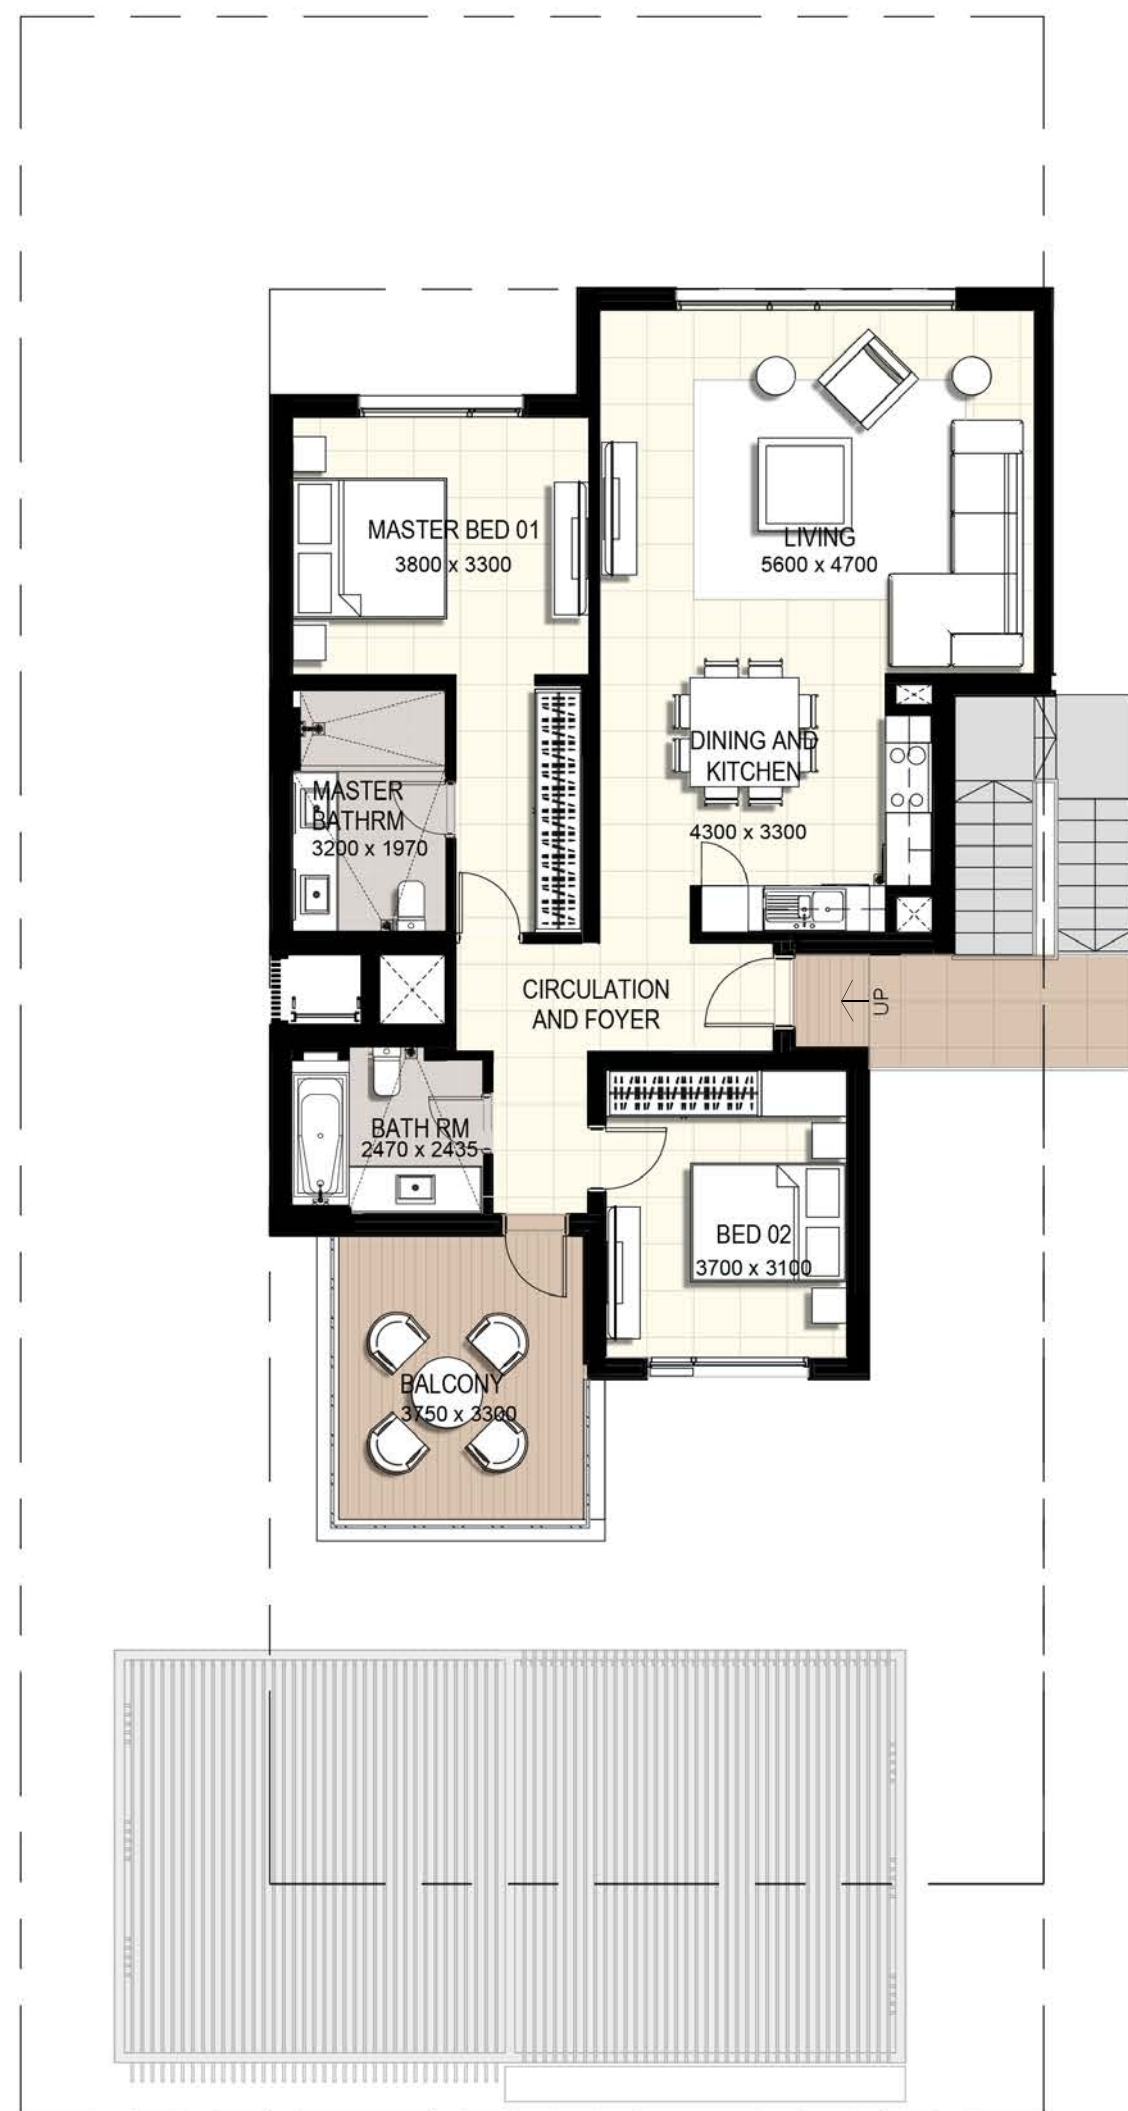 MASTER BED 01
3800 x 3300
LIVING
5600 x 4700
DINING AND
KITCHEN
4300 x 3300
MASTER
BATHRM
3200 x 1970
CIRCULATION
AND FOYER
UP
BATH RM
2470 x 2435
BED 02
3700 x 3100
BALCONY
3750 x 3300